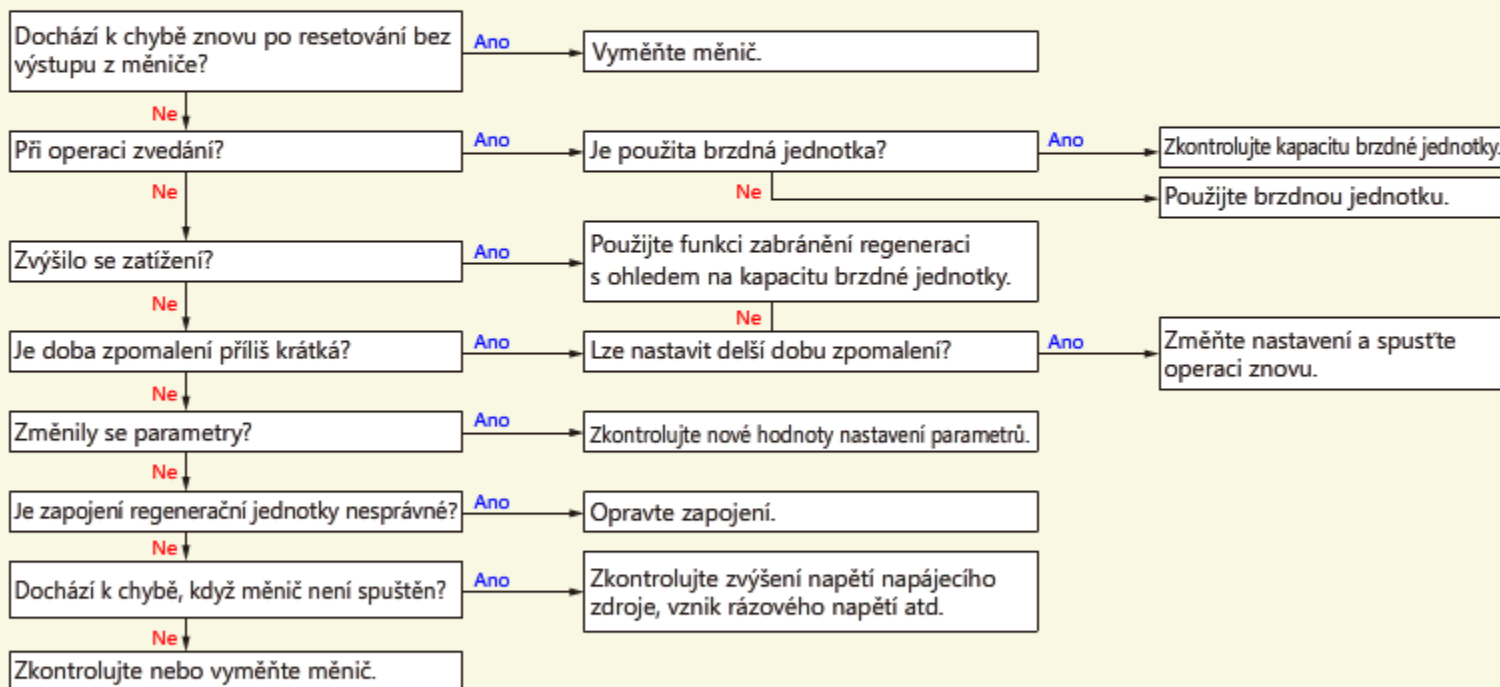 Dochází k chybě znovu po resetování bez
výstupu z měniče?
Ano
Vyměňte měnič.
Ne
Při operaci zvedání?
Ano
Je použita brzdná jednotka?
Ano
Zkontrolujte kapacitu brzdné jednotky.
Ne
Ne
Použijte brzdnou jednotku.
Zvýšilo se zatížení?
Ano
Použijte funkci zabránění regeneraci
s ohledem na kapacitu brzdné jednotky.
Ne
Ne
Je doba zpomalení příliš krátká?
Ano
Lze nastavit delší dobu zpomalení?
Ano
Změňte nastavení a spusťte
operaci znovu.
Ne
Změnily se parametry?
Ano
Zkontrolujte nové hodnoty nastavení parametrů.
Ne
Je zapojení regenerační jednotky nesprávné?
Ano
Opravte zapojení.
Ne
Dochází k chybě, když měnič není spuštěn?
Ano
Zkontrolujte zvýšení napětí napájecího
zdroje, vznik rázového napětí atd.
Ne
Zkontrolujte nebo vyměňte měnič.